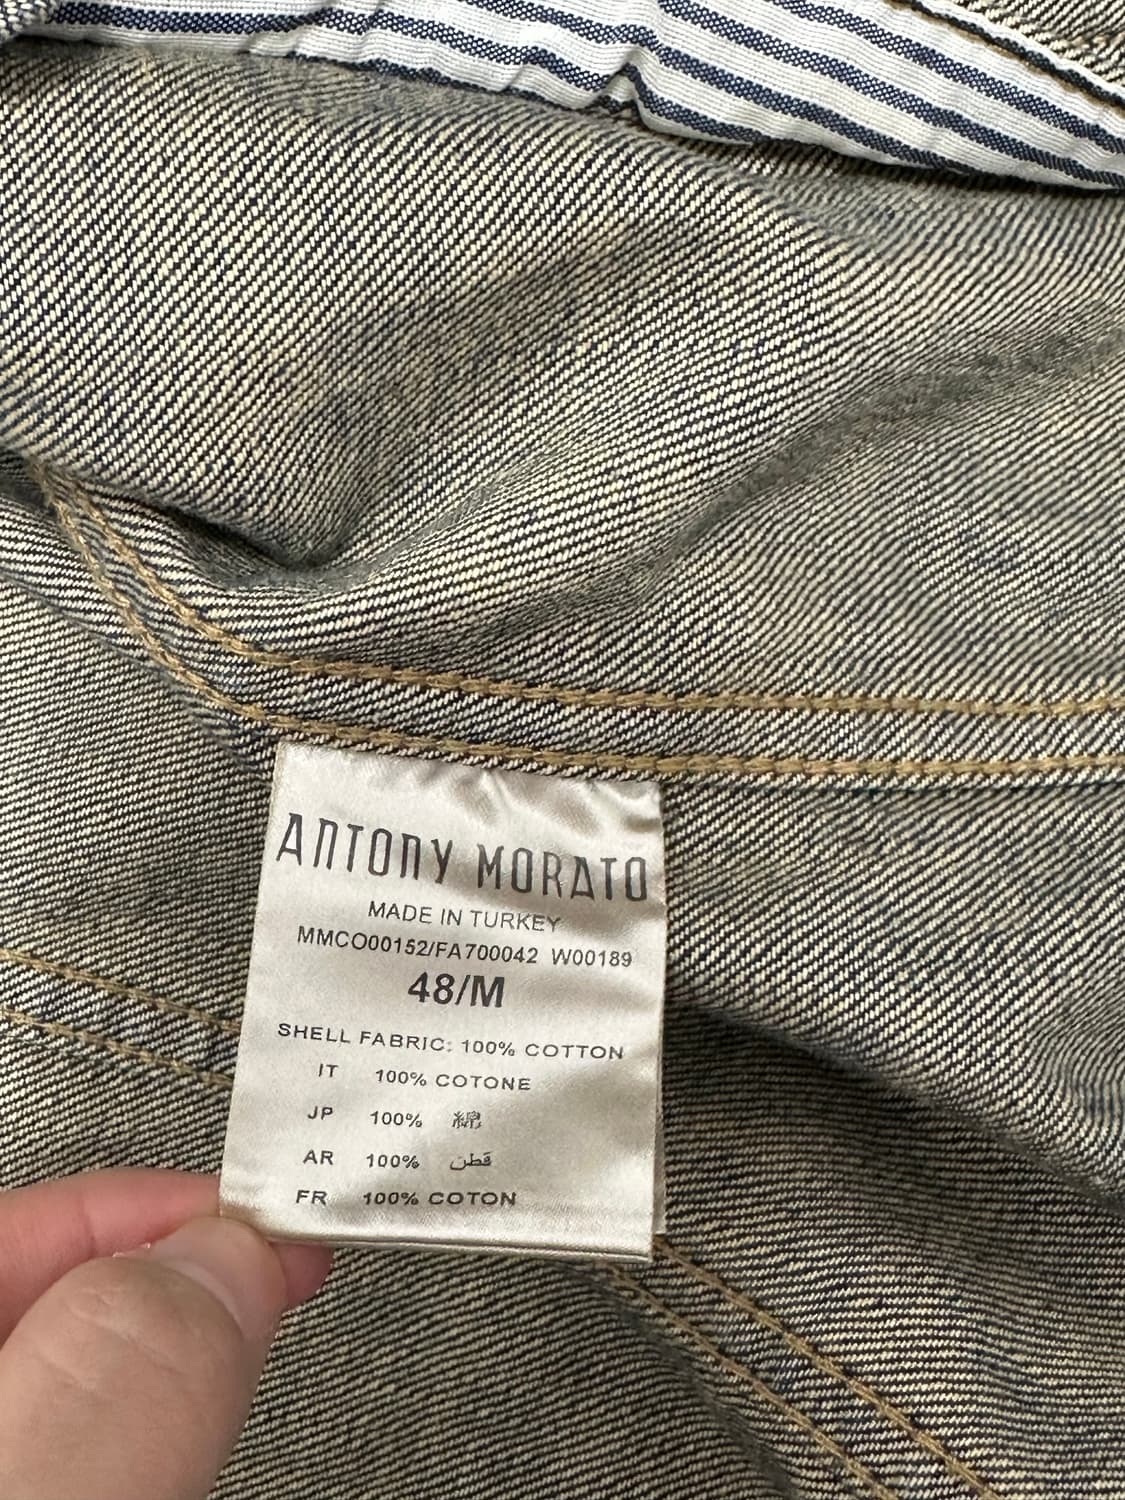 ANTONY MORATO
MADE IN TURKEY
MMCO00152/FA700042 W00189
48/M
SHELL FABRIC: 100% COTTON
IT 100% COTONE
JP 100% 綿
AR 100% قطن
FR 100% COTON